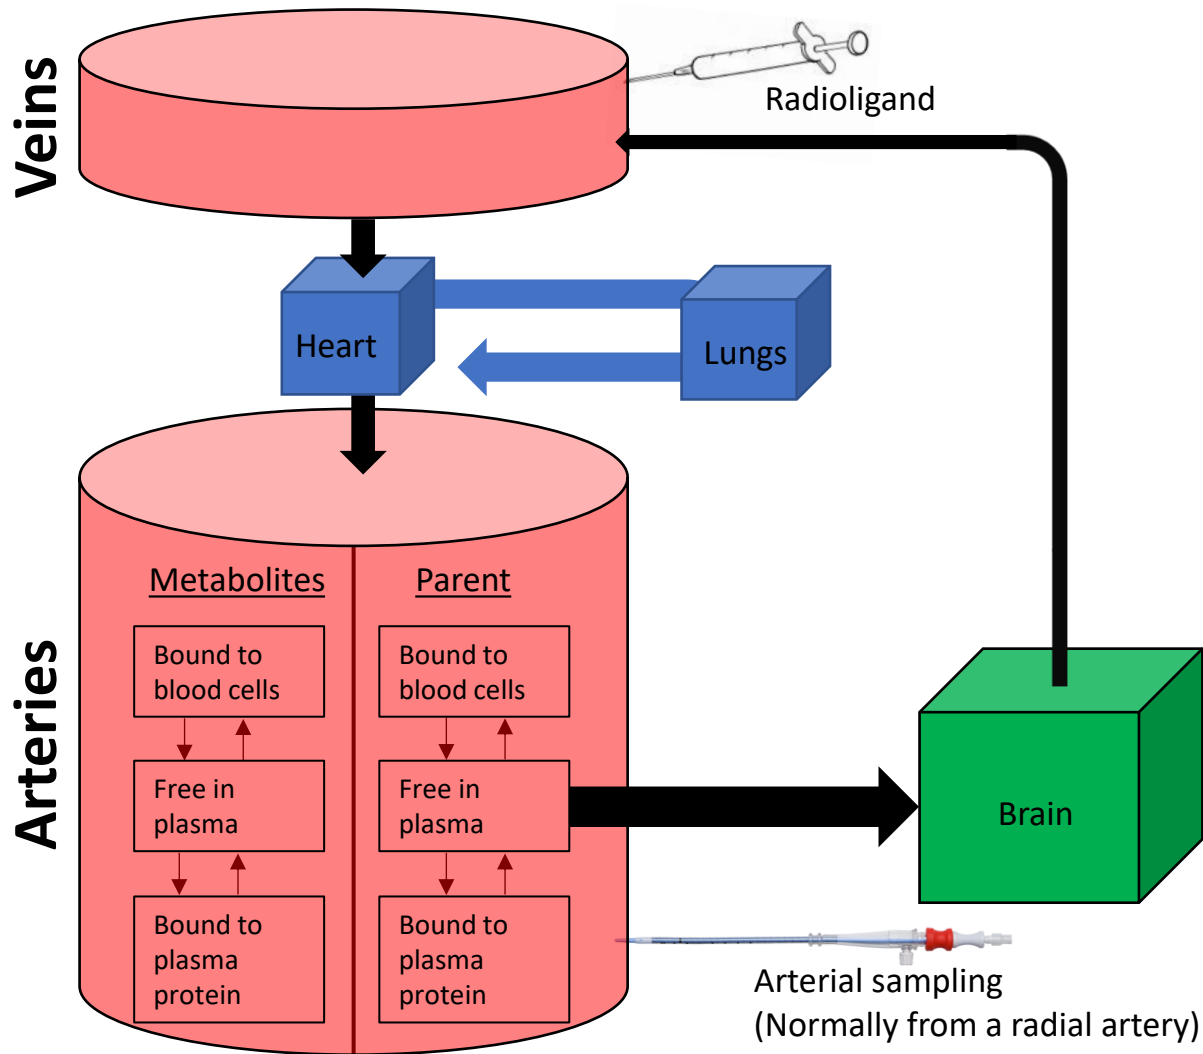 Veins
Radioligand
Heart
Lungs
Arteries
Metabolites
Parent
Bound to
blood cells
Bound to
blood cells
Free in
plasma
Free in
plasma
Brain
Bound to
plasma
protein
Bound to
plasma
protein
Arterial sampling
(Normally from a radial artery)